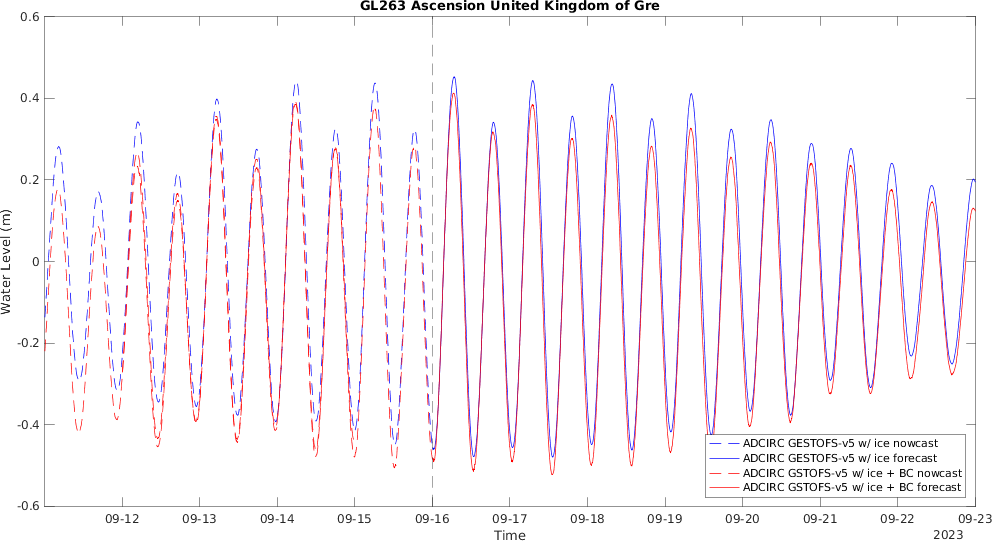 GL263 Ascension United Kingdom of Gre
Water Level (m)
0.6
0.4
0.2
0
-0.2
-0.4
-0.6
ADCIRC GESTOFS-v5 w/ ice nowcast
ADCIRC GESTOFS-v5 w/ ice forecast
ADCIRC GSTOFS-v5 w/ ice + BC nowcast
ADCIRC GSTOFS-v5 w/ ice + BC forecast
09-12 09-13 09-14 09-15 09-16 09-17 09-18 09-19 09-20 09-21 09-22 09-23
Time
2023